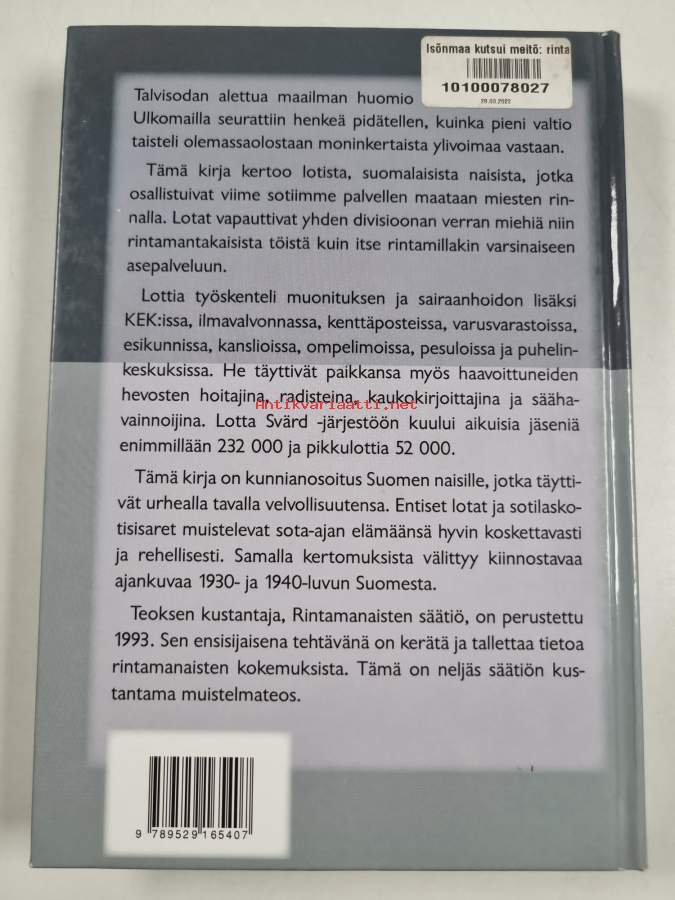 Isönmaa kutsui meitö: rinta
10100078027
Talvisodan alettua maailman huomio
Ulkomailla seurattiin henkeä pidätellen, kuinka pieni valtio
taisteli olemassaolostaan moninkertaista ylivoimaa vastaan.
Tämä kirja kertoo lotista, suomalaisista naisista, jotka
osallistuivat viime sotiimme palvellen maataan miesten rin-
nalla. Lotat vapauttivat yhden divisioonan verran miehiä niin
rintamantakaisista töistä kuin itse rintamillakin varsinaiseen
asepalveluun.
Lottia työskenteli muonituksen ja sairaanhoidon lisäksi
KEK:issa, ilmavalvonnassa, kenttäposteissa, varusvarastoissa,
esikunnissa, kanslioissa, ompelimoissa, pesuloissa ja puhelin-
keskuksissa. He täyttivät paikkansa myös haavoittuneiden
hevosten hoitajina, radisteina, kaukokirjoittajina ja sääha-
Antikvariaatti.net
vainnoijina. Lotta Svärd -järjestöön kuului aikuisia jäseniä
enimmillään 232 000 ja pikkulottia 52 000.
Tämä kirja on kunnianosoitus Suomen naisille, jotka täytti-
vät urhealla tavalla velvollisuutensa. Entiset lotat ja sotilasko-
tisisaret muistelevat sota-ajan elämäänsä hyvin koskettavasti
ja rehellisesti. Samalla kertomuksista välittyy kiinnostavaa
ajankuvaa 1930- ja 1940-luvun Suomesta.
Teoksen kustantaja, Rintamanaisten säätiö, on perustettu
1993. Sen ensisijaisena tehtävänä on kerätä ja tallettaa tietoa
rintamanaisten kokemuksista. Tämä on neljäs säätiön kus-
tantama muistelmateos.
9 789529 165407